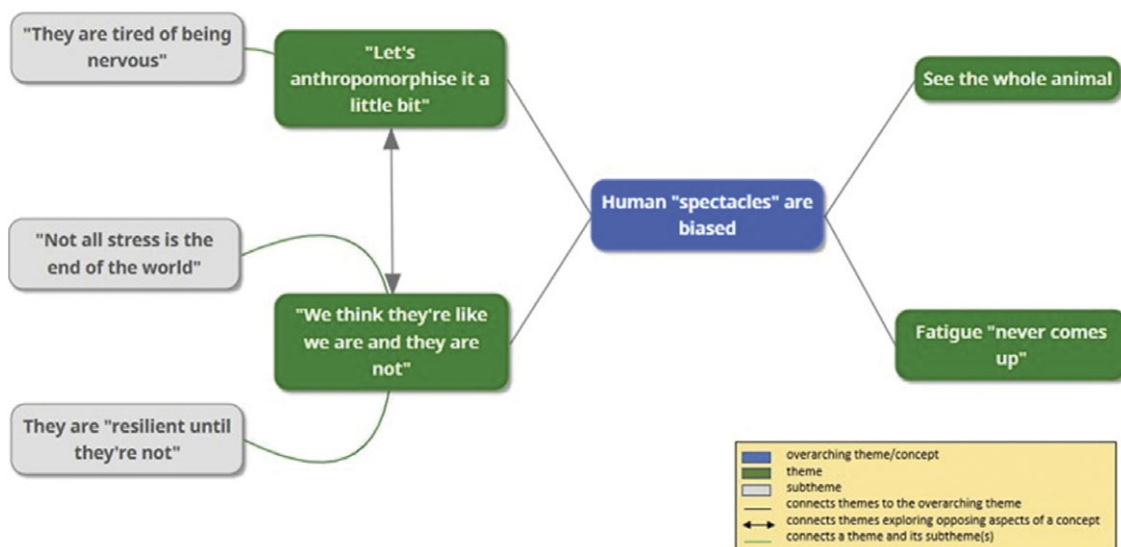 "They are tired of being
nervous"
"Let's
anthropomorphise it a
little bit"
See the whole animal
Human "spectacles" are
biased
"Not all stress is the
end of the world"
"We think they're like
we are and they are
not"
Fatigue "never comes
up"
They are "resilient until
they're not"
overarching theme/concept
theme
subtheme
connects themes to the overarching theme
connects themes exploring opposing aspects of a concept
connects a theme and its subtheme(s)